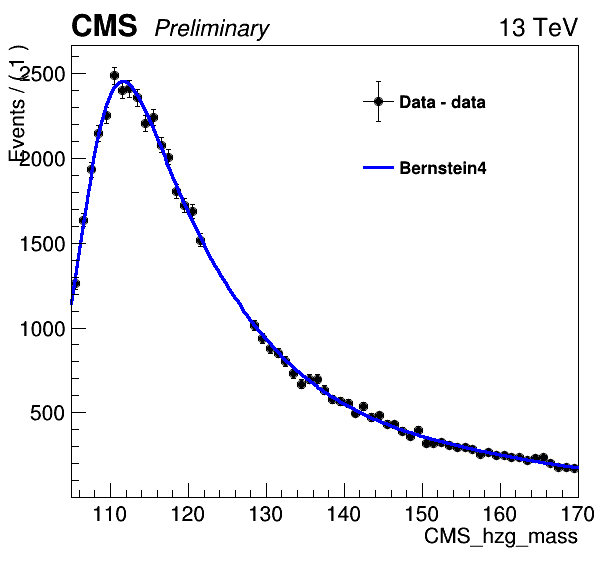 CMS Preliminary 13 TeV
Events / ( 1 )
2500
2000
1500
1000
500
Data - data
Bernstein4
110 120 130 140 150 160 170
CMS_hzg_mass